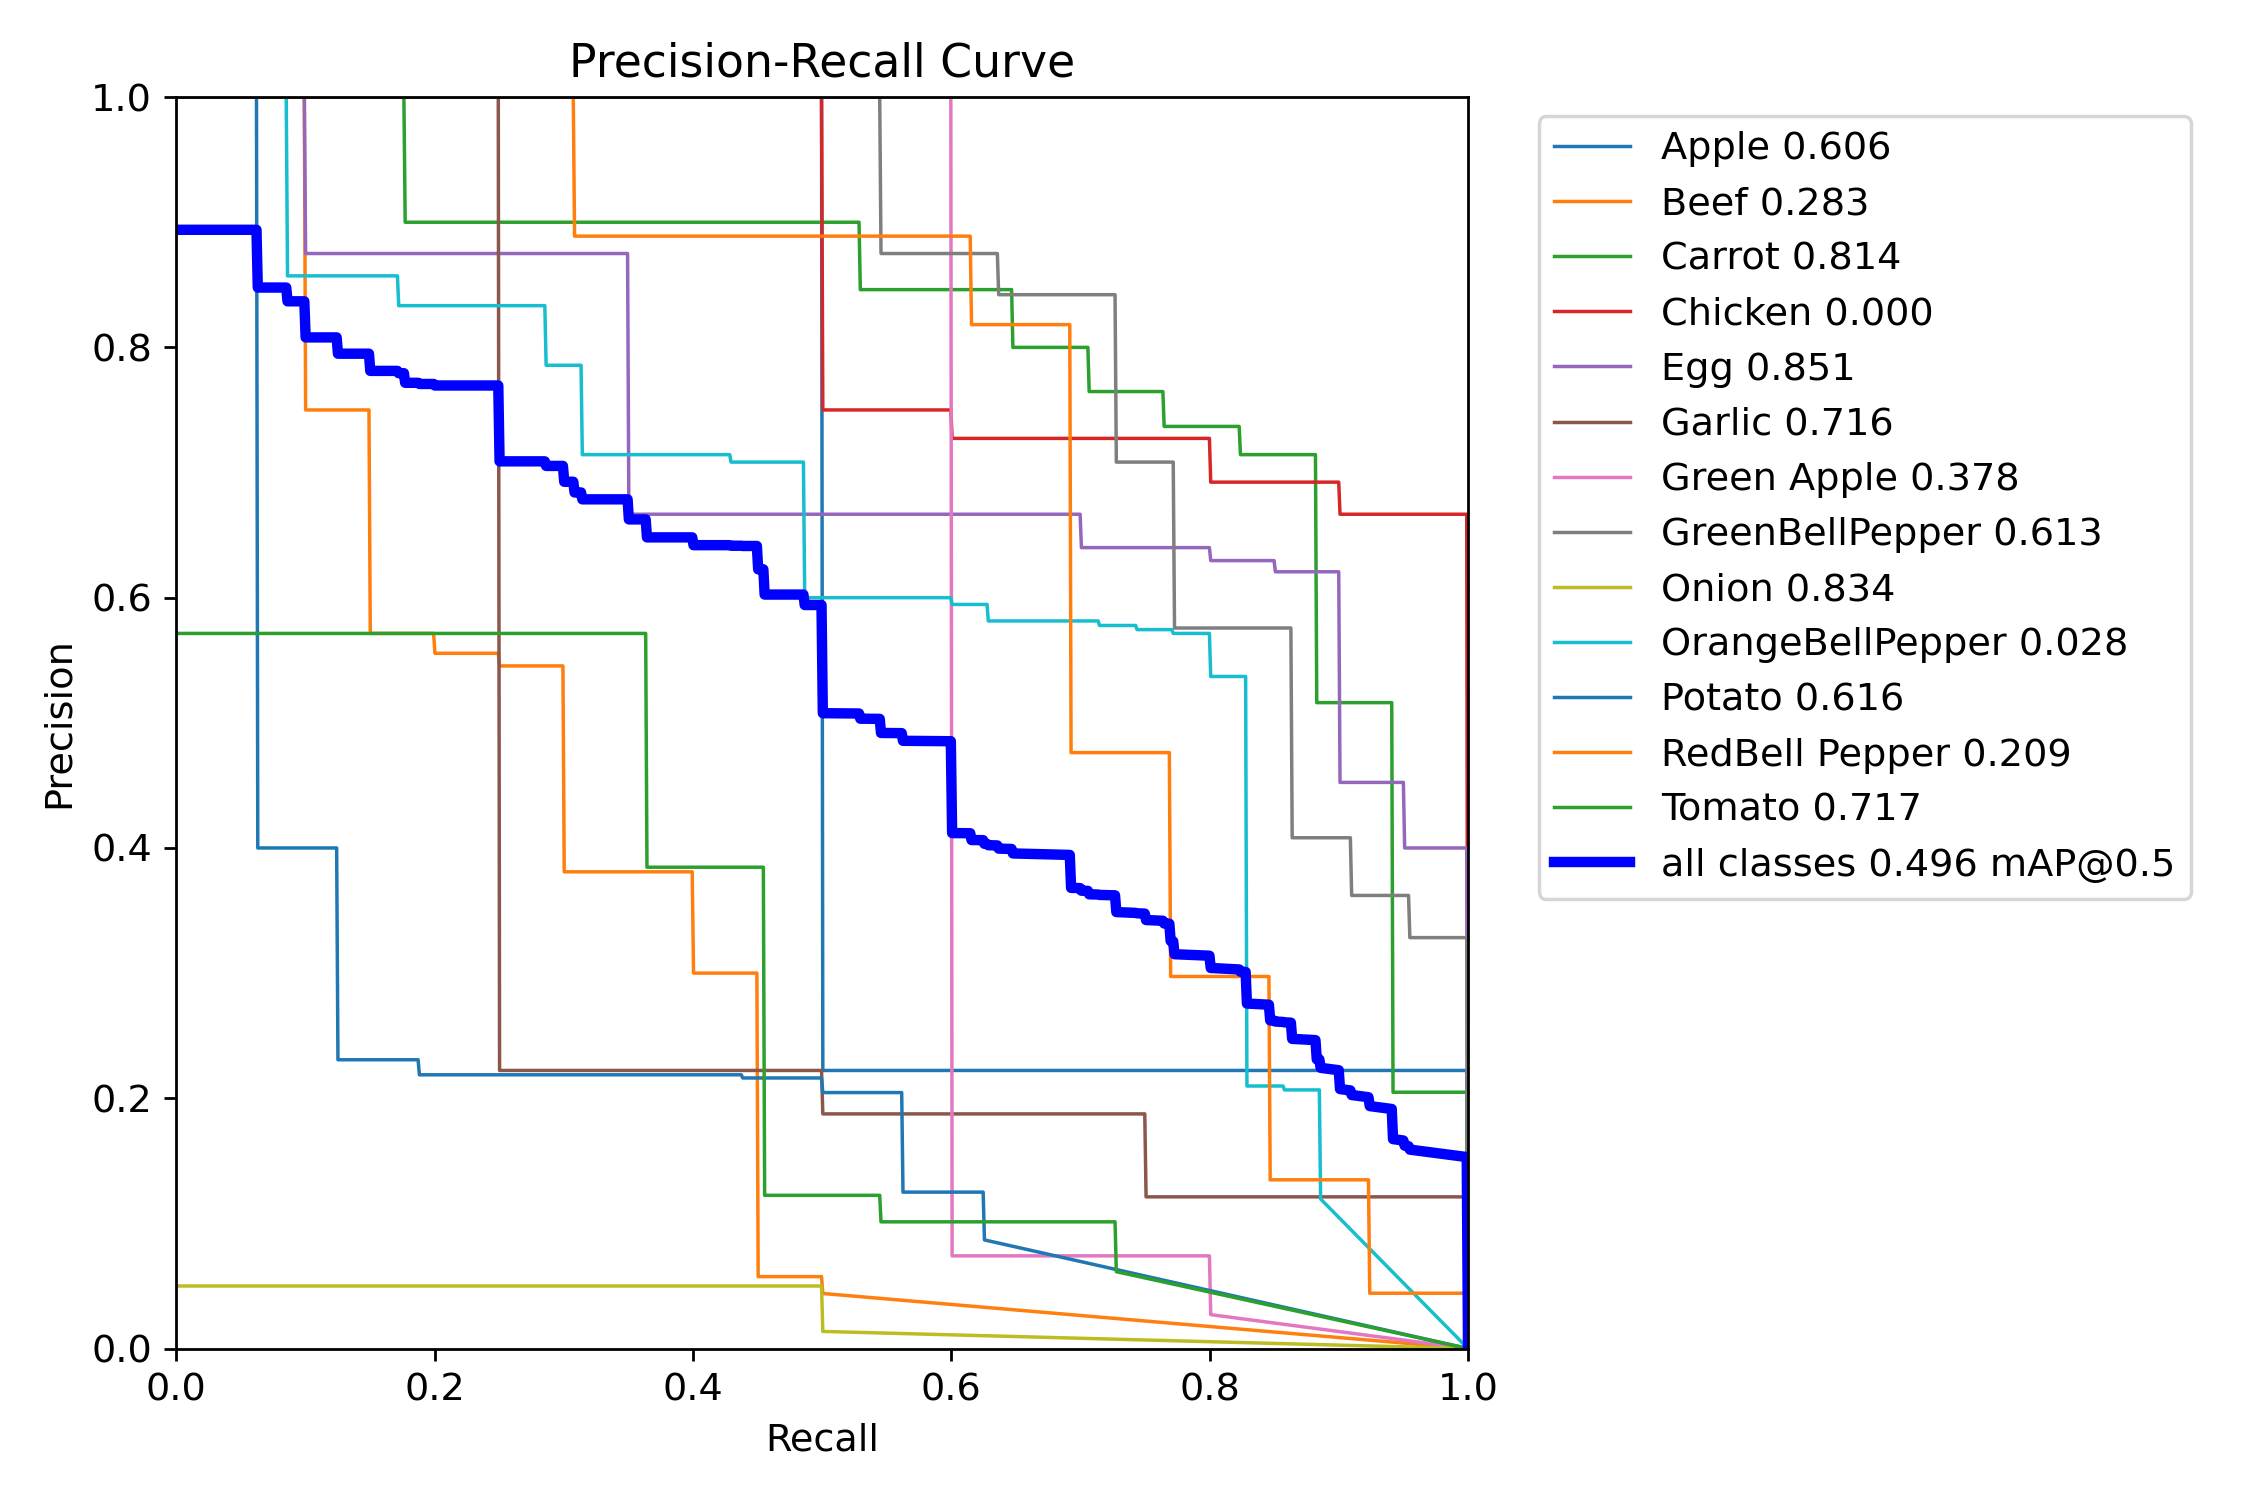 Precision-Recall Curve
1.0
0.8
0.6
0.4
0.2
0.0
Precision
0.0 0.2 0.4 0.6 0.8 1.0
Recall
Apple 0.606
Beef 0.283
Carrot 0.814
Chicken 0.000
Egg 0.851
Garlic 0.716
Green Apple 0.378
GreenBellPepper 0.613
Onion 0.834
OrangeBellPepper 0.028
Potato 0.616
RedBell Pepper 0.209
Tomato 0.717
all classes 0.496 mAP@0.5